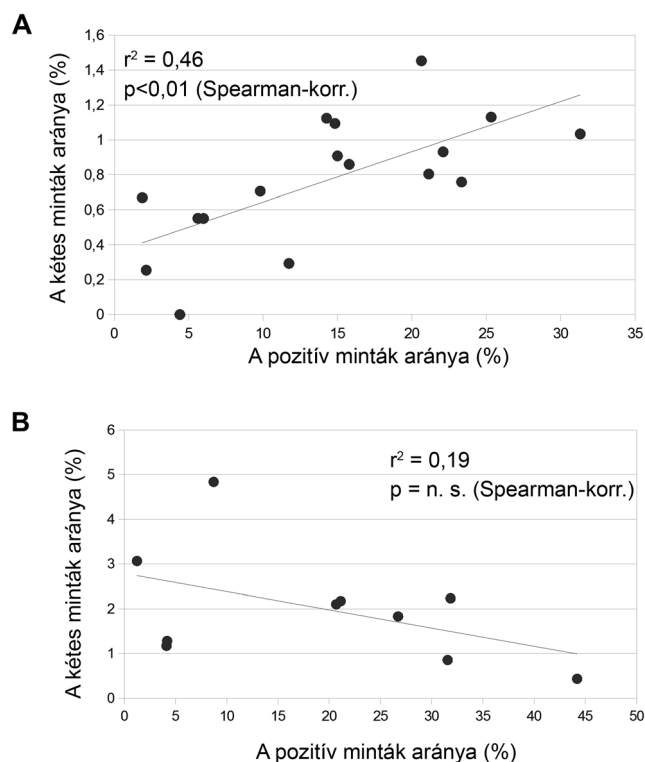 A
r² = 0,46
p<0,01 (Spearman-korr.)
A kétes minták aránya (%)
1,6
1,4
1,2
1
0,8
0,6
0,4
0,2
0
0 5 10 15 20 25 30 35
A pozitív minták aránya (%)
B
r² = 0,19
p = n. s. (Spearman-korr.)
A kétes minták aránya (%)
6
5
4
3
2
1
0
0 5 10 15 20 25 30 35 40 45 50
A pozitív minták aránya (%)